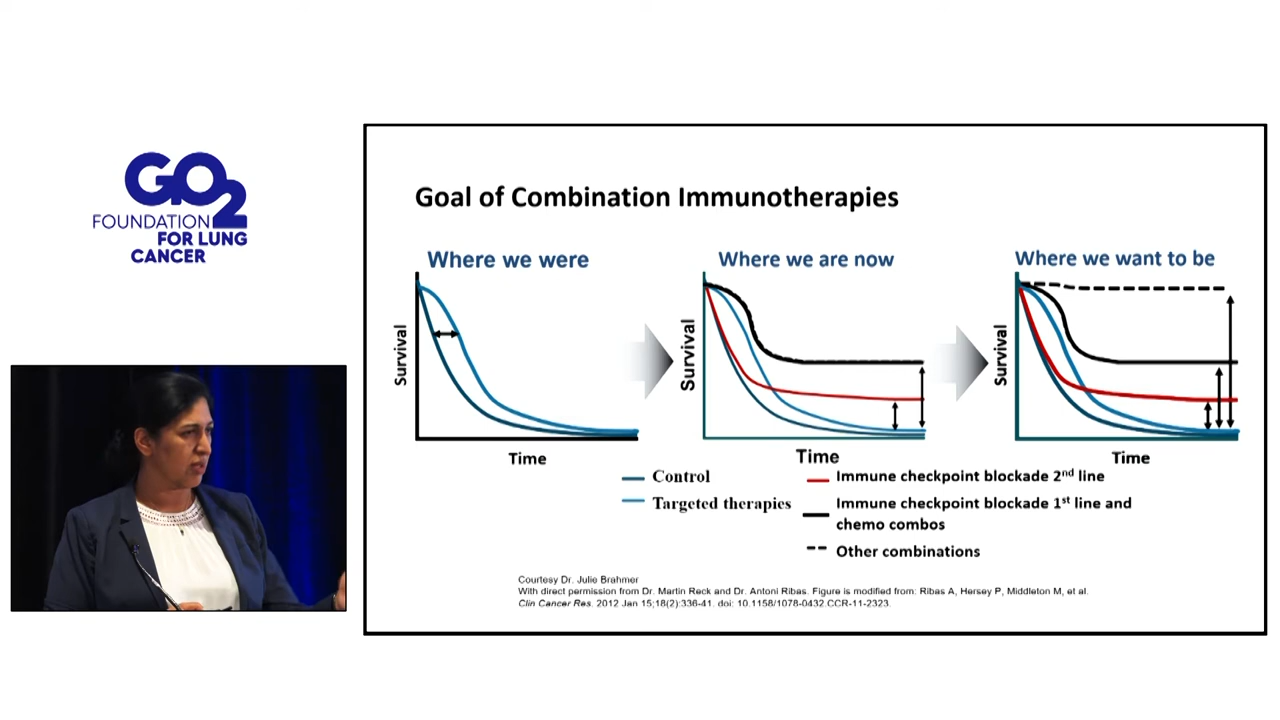 GO2
FOUNDATION
FOR LUNG
CANCER
Goal of Combination Immunotherapies
Where we were
Where we are now
Where we want to be
Survival
Survival
Survival
Time
Time
Time
Control
Targeted therapies
Immune checkpoint blockade 2nd line
Immune checkpoint blockade 1st line and
chemo combos
Other combinations
Courtesy Dr. Julie Brahmer
With direct permission from Dr. Martin Reck and Dr. Antoni Ribas. Figure is modified from: Ribas A, Hersey P, Middleton M, et al.
Clin Cancer Res. 2012 Jan 15;18(2):336-41. doi: 10.1158/1078-0432.CCR-11-2323.